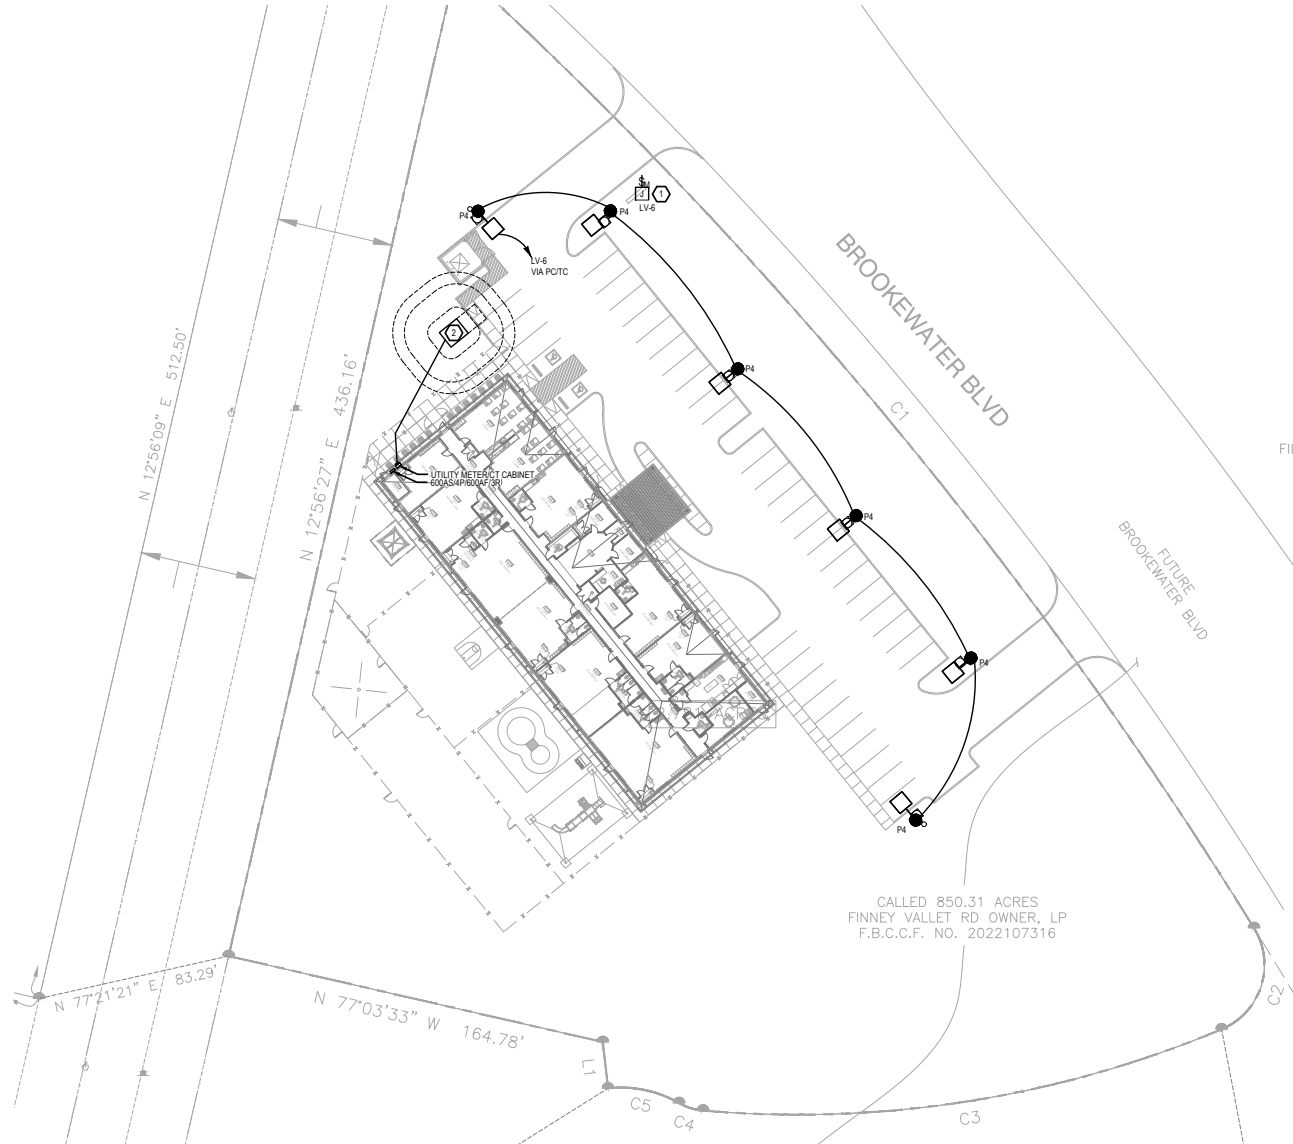 P4
P4
$M
J
1
LV-6
LV-6
VIA PC/TC
2
BROOKEWATER BLVD
P4
C1
N 12°56'09" E 512.50'
N 12°56'27" E 436.16'
UTILITY METER/CT CABINET
600AS/4P/600AF/3R
P4
FUTURE
BROOKEWATER BLVD
P4
P4
CALLED 850.31 ACRES
FINNEY VALLET RD OWNER, LP
F.B.C.C.F. NO. 2022107316
N 77°21'21" E 83.29'
N 77°03'33" W 164.78'
L1
C5
C4
C3
C2